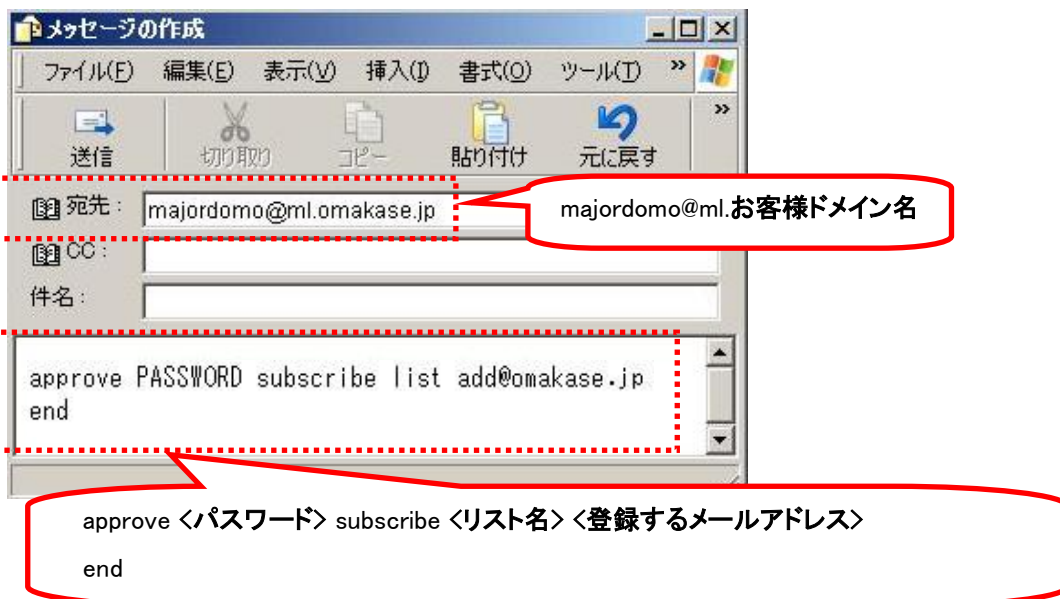 メッセージの作成
ファイル(F) 編集(E) 表示(V) 挿入(I) 書式(O) ツール(T) »
送信 切り取り コピー 貼り付け 元に戻す »
宛先: majordomo@ml.omakase.jp
majordomo@ml.お客様ドメイン名
CC:
件名:
approve PASSWORD subscribe list add@omakase.jp
end
approve <パスワード> subscribe <リスト名> <登録するメールアドレス>
end